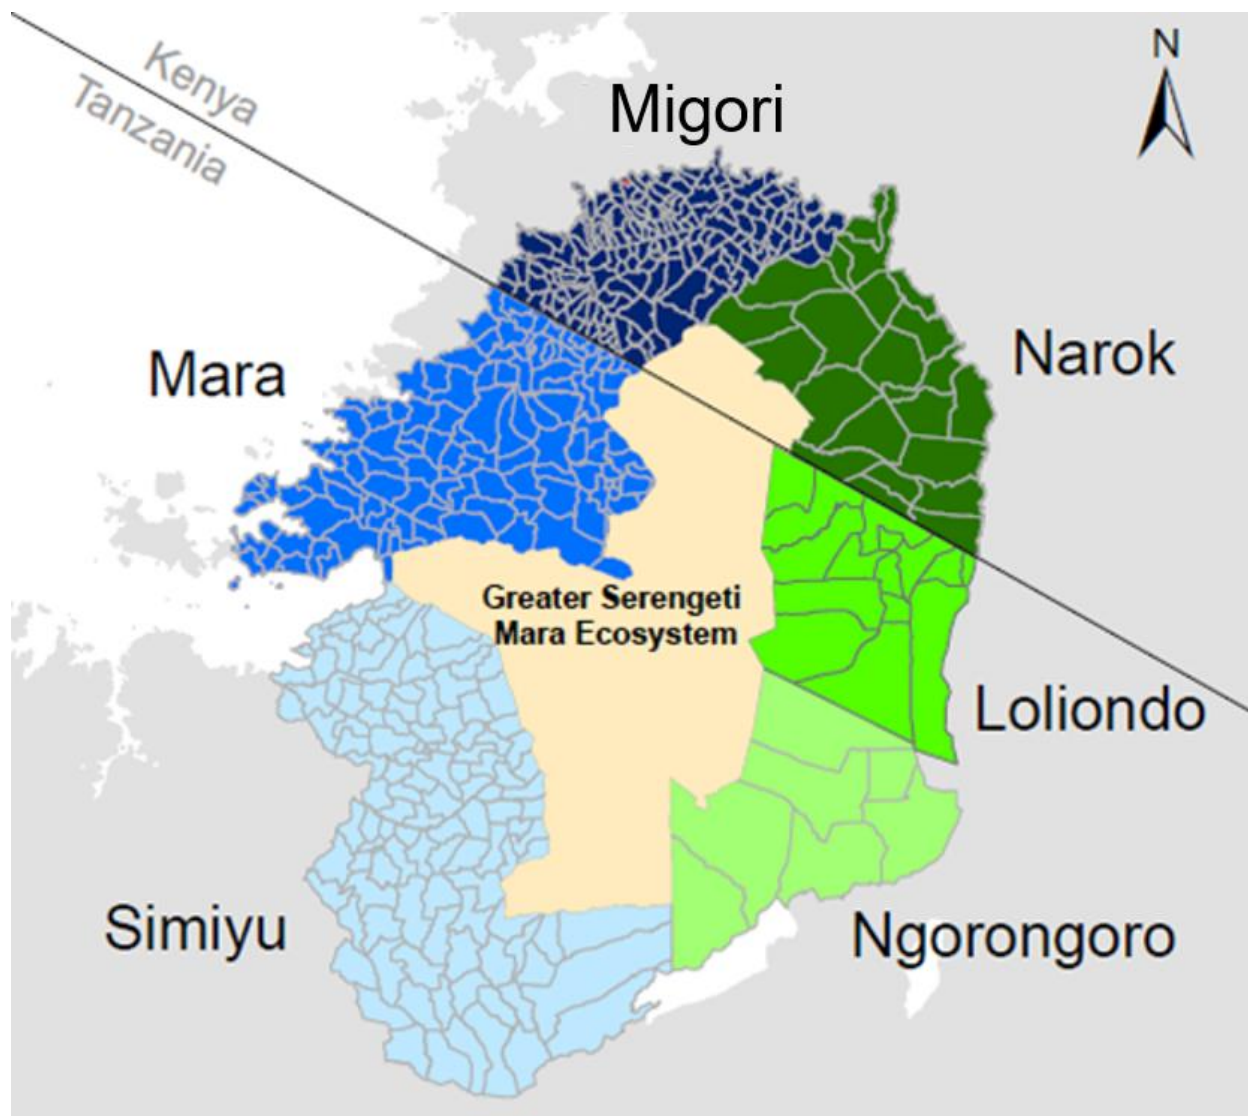 Kenya
Tanzania
N
Migori
Mara
Narok
Greater Serengeti
Mara Ecosystem
Loliondo
Simiyu
Ngorongoro